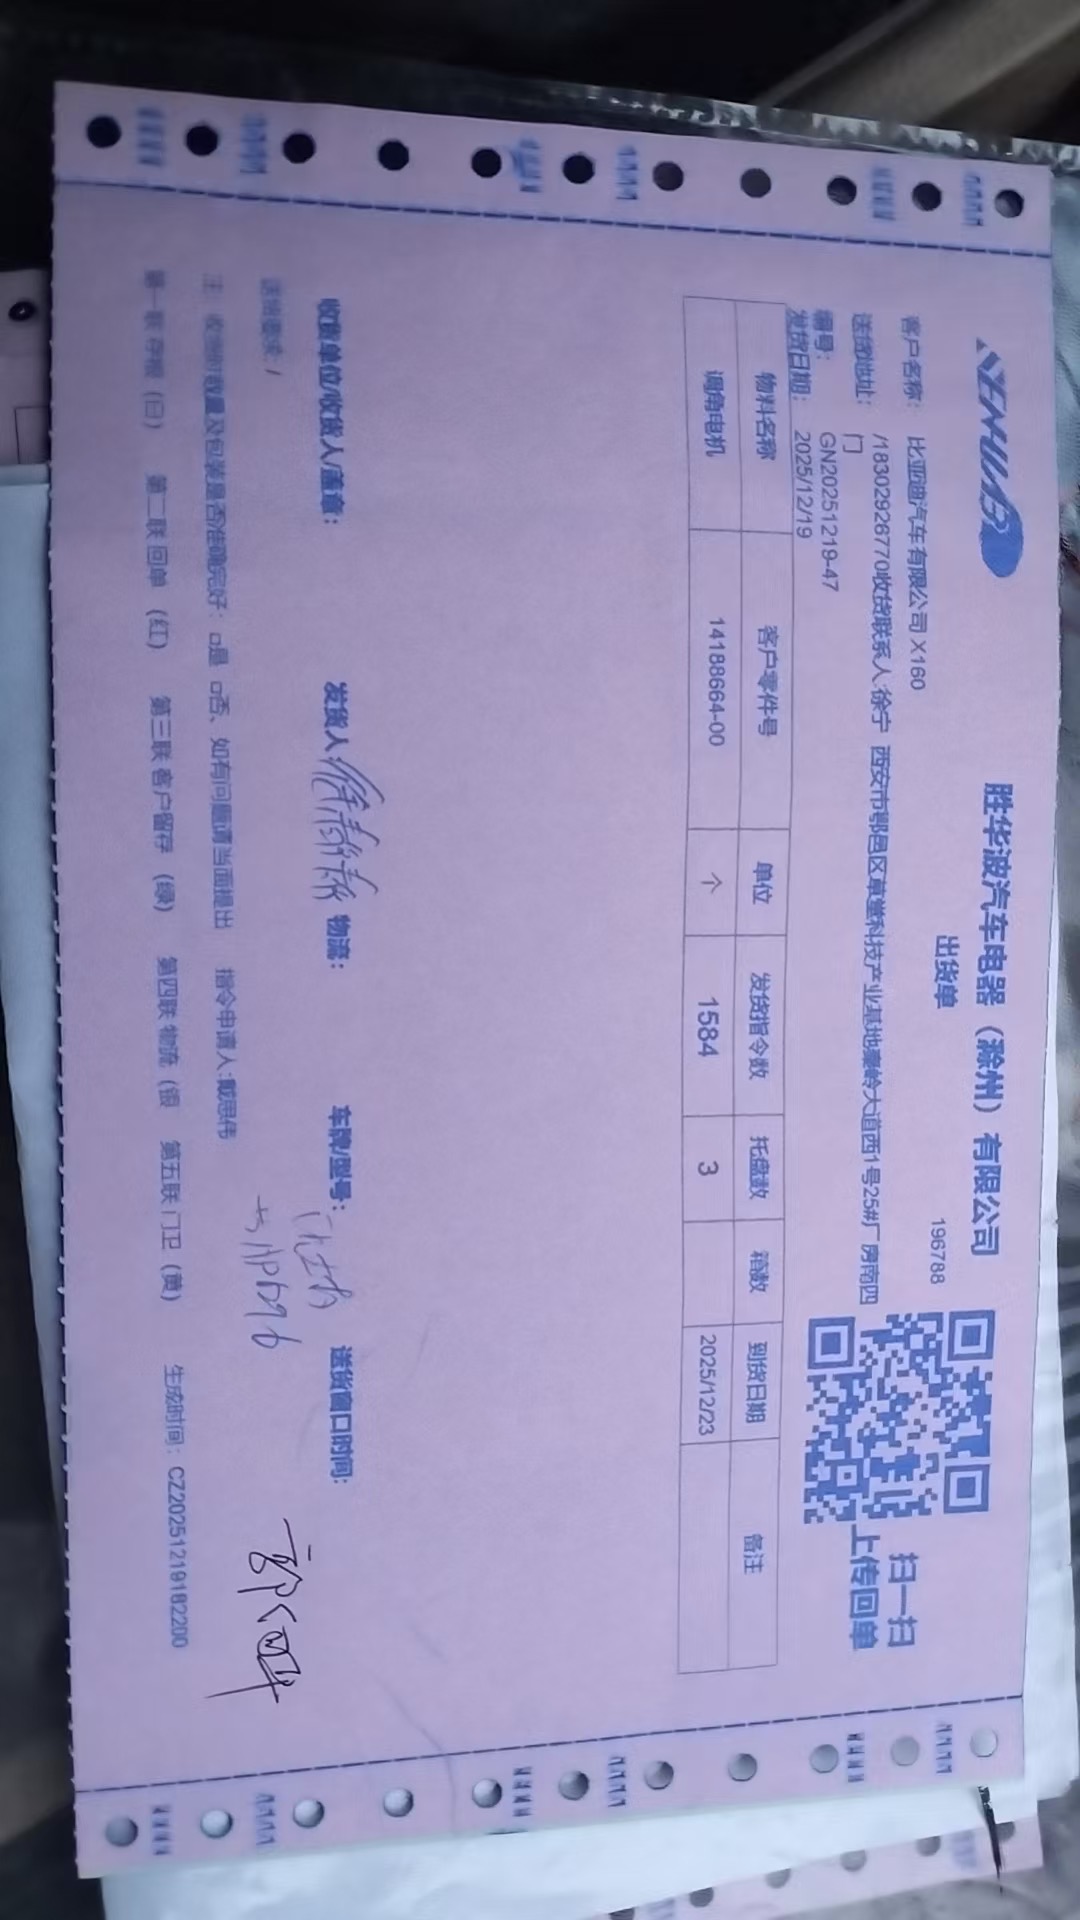 胜华波汽车电器（滁州）有限公司
出货单
196788
扫一扫
上传回单
客户名称： 比亚迪汽车有限公司 X160
送货地址： /18302926770收货联系人:徐宁 西安市鄠邑区草堂科技产业基地秦岭大道西1号25#厂房南四
门
编号： GN20251219-47
发货日期： 2025/12/19
物料名称 客户零件号 单位 发货指令数 托盘数 箱数 到货日期 备注
调角电机 14188664-00 个 1584 3 2025/12/23
收货单位/收货人/盖章： 发货人 物流： 车牌/型号： 送货窗口时间:
送货要求: /
注：收货时数量及包装是否准确完好：□是 □否、如有问题请当面提出 指令申请人:戴思伟
第一联 存根（白） 第二联 回单（红） 第三联 客户留存（绿） 第四联 物流（银 第五联 门卫（黄） 生成时间：CZ20251219182200